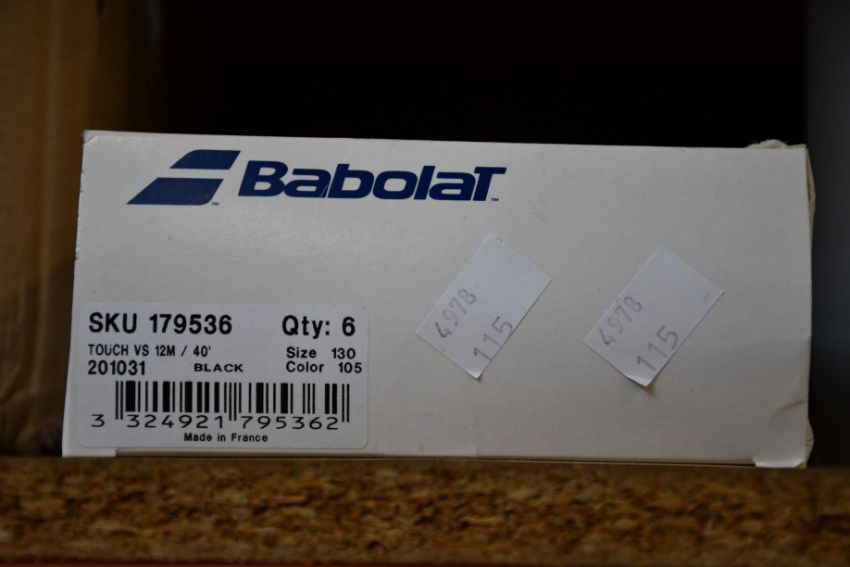 BabolaT
SKU 179536 Qty: 6
TOUCH VS 12M / 40' Size 130
201031 BLACK Color 105
3 324921 795362
Made in France
4978
115
4978
115